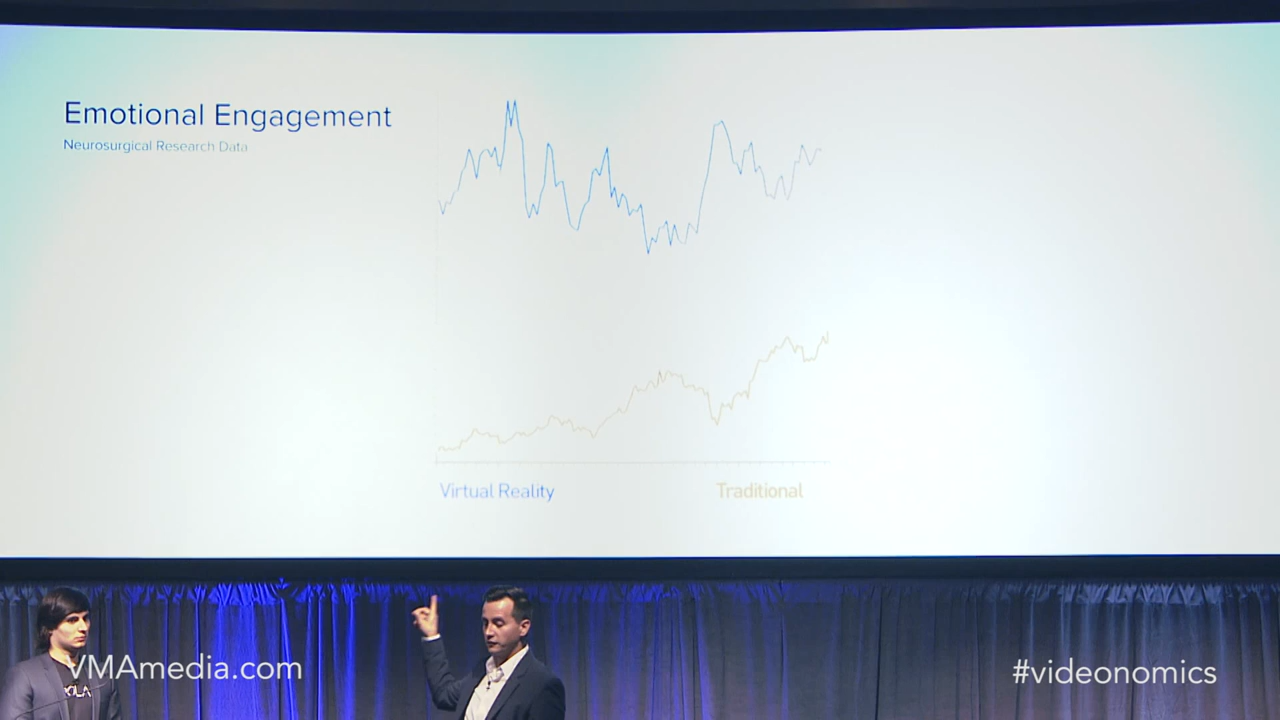 Emotional Engagement
Neurosurgical Research Data
Virtual Reality
Traditional
VMAmedia.com
#videonomics